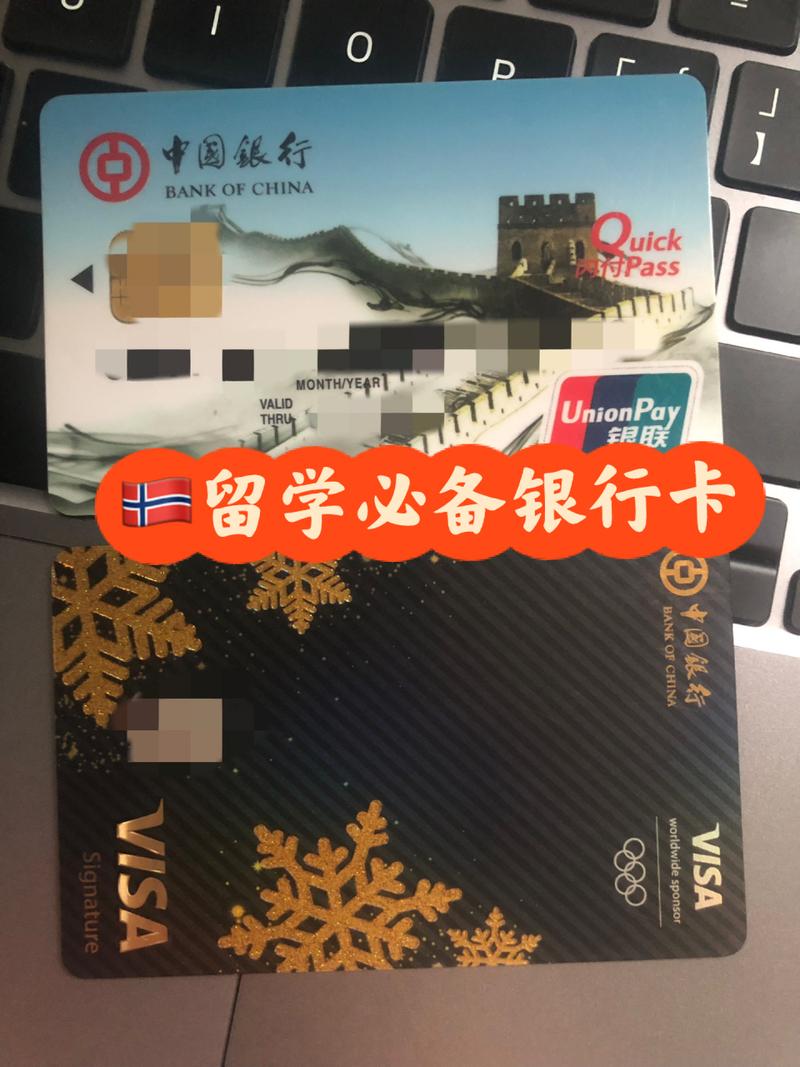 I
O
P
[
』
】
中国银行
BANK OF CHINA
Quick
闪付Pass
MONTH/YEAR
VALID
THRU
UnionPay
银联
🇳🇴留学必备银行卡
中国银行
BANK OF CHINA
VISA
worldwide sponsor
VISA
Signature